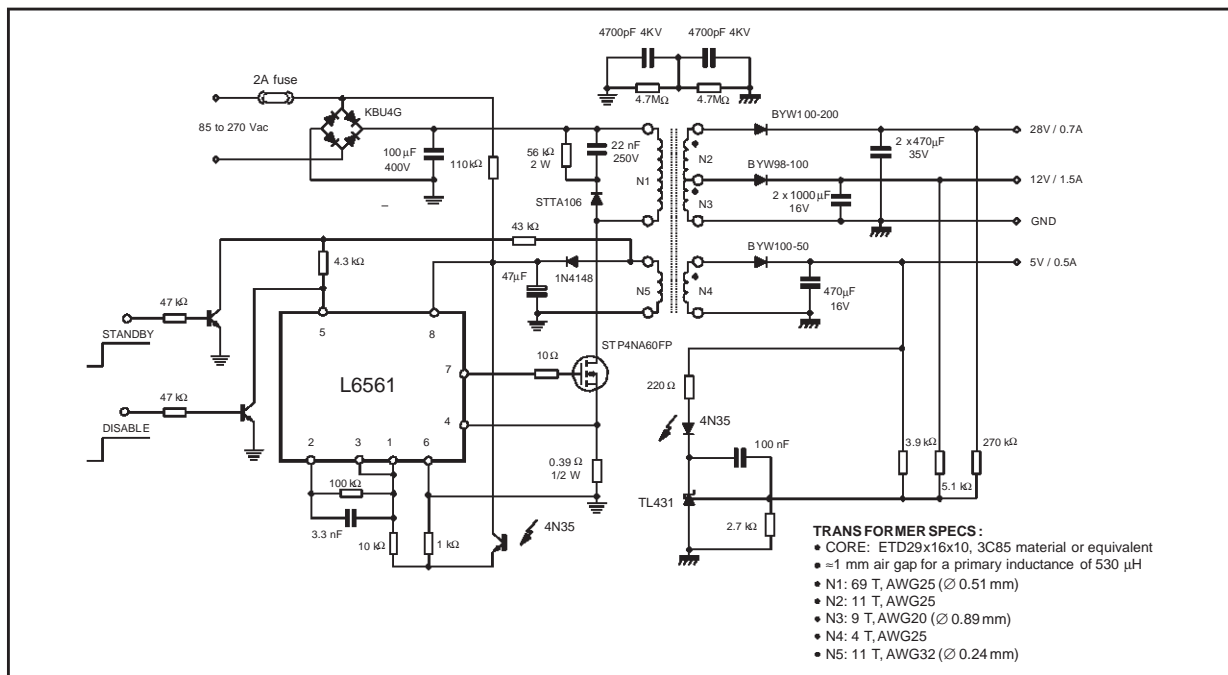 4700pF 4KV
4700pF 4KV
4.7MΩ
4.7MΩ
2A fuse
KBU4G
85 to 270 Vac
100µF
400V
110kΩ
56 kΩ
2 W
22 nF
250V
STTA106
N1
N2
N3
BYW100-200
28V / 0.7A
2 x470µF
35V
BYW98-100
12V / 1.5A
2 x1000µF
16V
GND
43 kΩ
4.3 kΩ
47µF
1N4148
N5
N4
BYW100-50
5V / 0.5A
470µF
16V
47 kΩ
STANDBY
5
8
L6561
7
4
2
3
1
6
10Ω
STP4NA60FP
47 kΩ
DISABLE
0.39 Ω
1/2 W
100kΩ
3.3 nF
10kΩ
1 kΩ
4N35
220Ω
4N35
100 nF
TL431
2.7 kΩ
3.9 kΩ
5.1 kΩ
270 kΩ
TRANSFORMER SPECS :
• CORE: ETD29x16x10, 3C85 material or equivalent
• ≈1 mm air gap for a primary inductance of 530 µH
• N1: 69 T, AWG25 (∅ 0.51 mm)
• N2: 11 T, AWG25
• N3: 9 T, AWG20 (∅ 0.89 mm)
• N4: 4 T, AWG25
• N5: 11 T, AWG32 (∅ 0.24 mm)